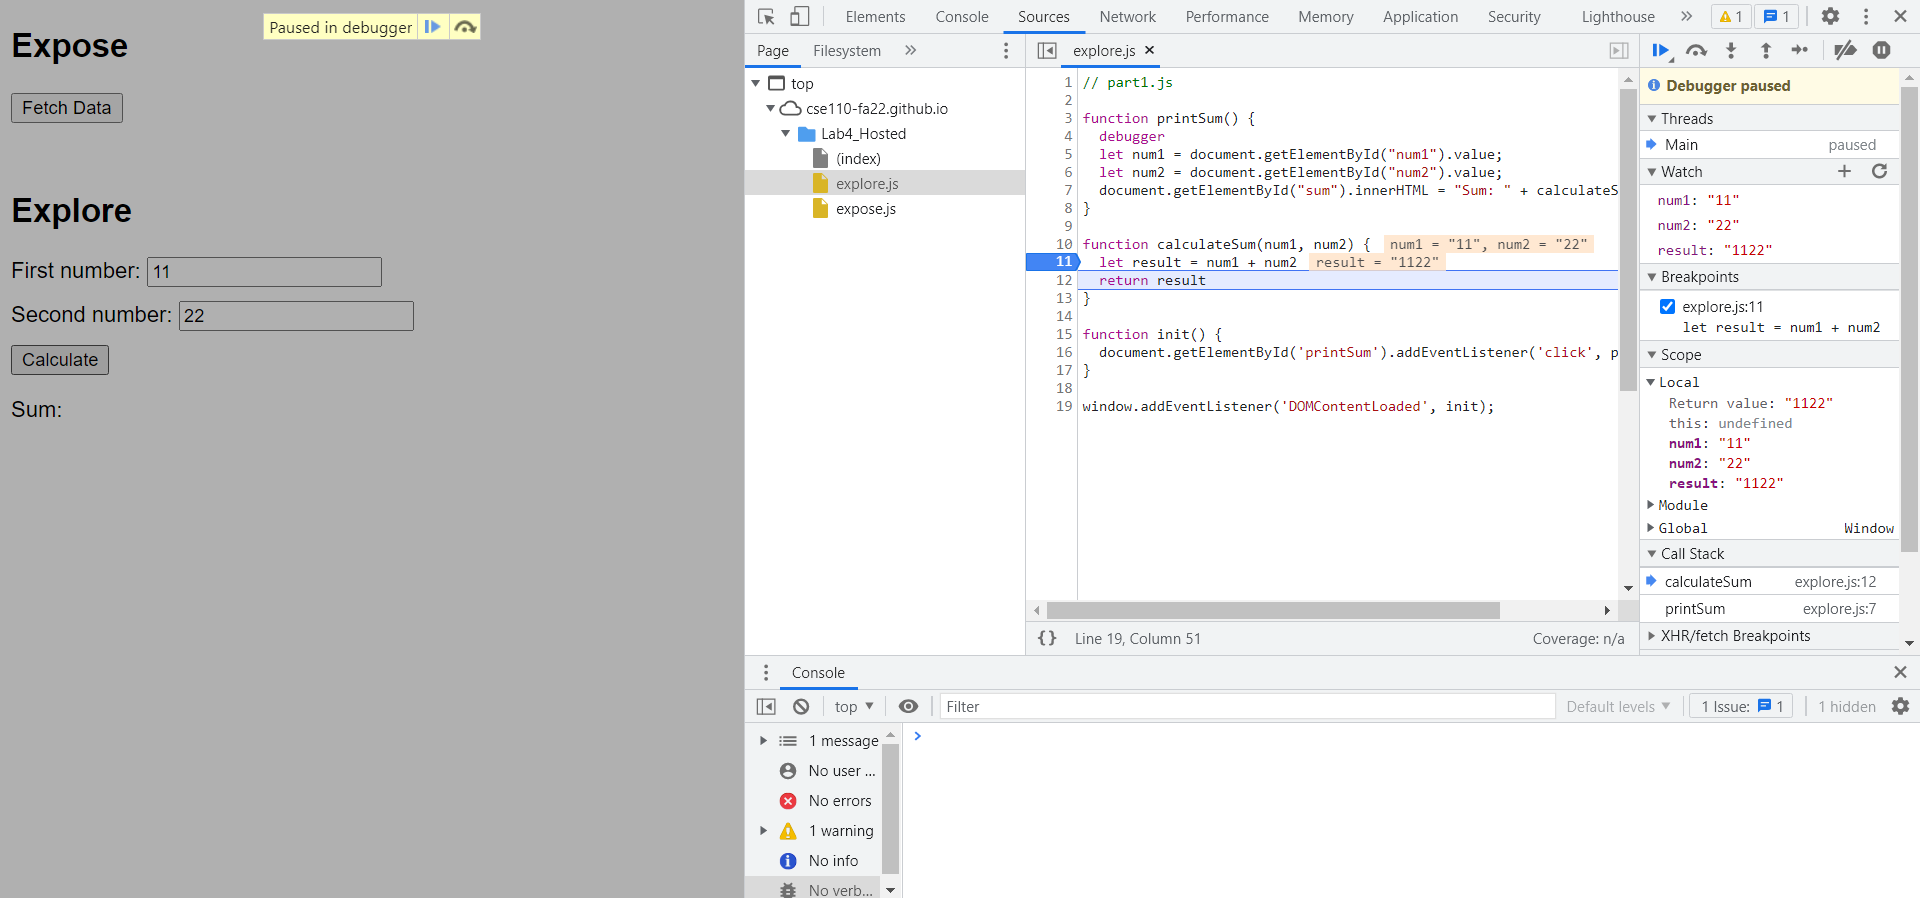 Paused in debugger
Expose
Fetch Data
Explore
First number: 11
Second number: 22
Calculate
Sum:
Elements Console Sources Network Performance Memory Application Security Lighthouse » 1 1
Page Filesystem »
top
cse110-fa22.github.io
Lab4_Hosted
(index)
explore.js
expose.js
explore.js ×
1 // part1.js
2
3 function printSum() {
4 debugger
5 let num1 = document.getElementById("num1").value;
6 let num2 = document.getElementById("num2").value;
7 document.getElementById("sum").innerHTML = "Sum: " + calculateS
8 }
9
10 function calculateSum(num1, num2) { num1 = "11", num2 = "22"
11 let result = num1 + num2 result = "1122"
12 return result
13 }
14
15 function init() {
16 document.getElementById('printSum').addEventListener('click', p
17 }
18
19 window.addEventListener('DOMContentLoaded', init);
{} Line 19, Column 51 Coverage: n/a
Debugger paused
Threads
Main paused
Watch
num1: "11"
num2: "22"
result: "1122"
Breakpoints
explore.js:11
let result = num1 + num2
Scope
Local
Return value: "1122"
this: undefined
num1: "11"
num2: "22"
result: "1122"
Module
Global Window
Call Stack
calculateSum explore.js:12
printSum explore.js:7
XHR/fetch Breakpoints
Console
top Filter Default levels 1 Issue: 1 1 hidden
1 message
No user ...
No errors
1 warning
No info
No verb...